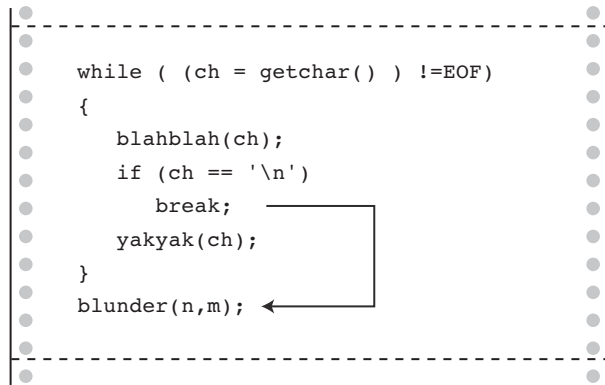 while ( (ch = getchar() ) !=EOF)
{
blahblah(ch);
if (ch == '\n')
break;
yakyak(ch);
}
blunder(n,m);